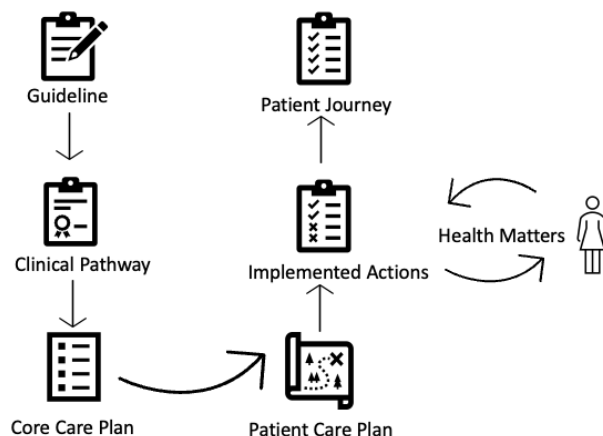 Guideline
Patient Journey
Clinical Pathway
Implemented Actions
Health Matters
Core Care Plan
Patient Care Plan